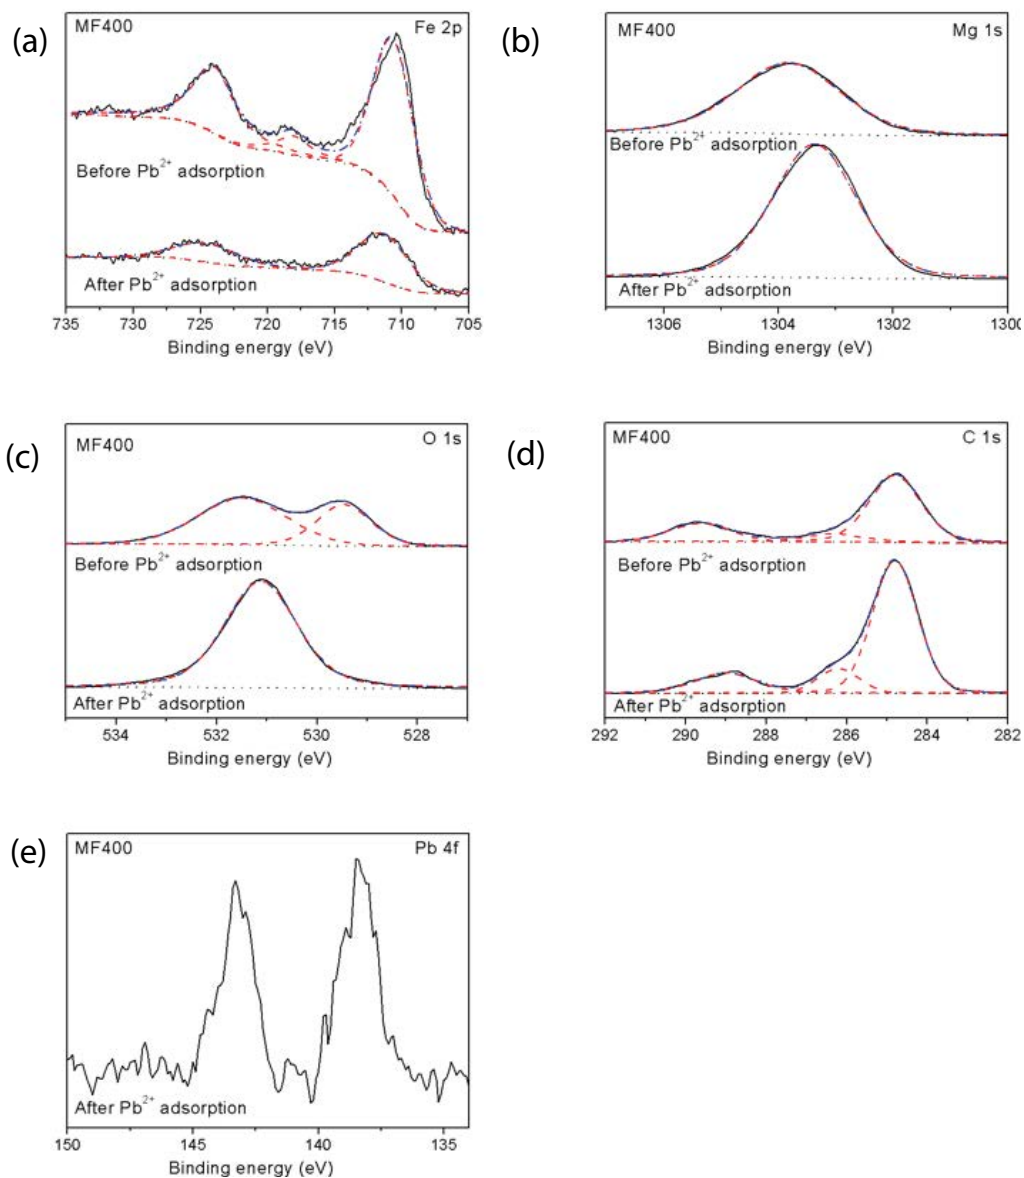 (a)
MF400
Fe 2p
Before Pb²⁺ adsorption
After Pb²⁺ adsorption
735 730 725 720 715 710 705
Binding energy (eV)
(b)
MF400
Mg 1s
Before Pb²⁺ adsorption
After Pb²⁺ adsorption
1306 1304 1302 1300
Binding energy (eV)
(c)
MF400
O 1s
Before Pb²⁺ adsorption
After Pb²⁺ adsorption
534 531 530 528
Binding energy (eV)
(d)
MF400
C 1s
Before Pb²⁺ adsorption
After Pb²⁺ adsorption
292 290 288 286 284 282
Binding energy (eV)
(e)
MF400
Pb 4f
After Pb²⁺ adsorption
150 145 140 135
Binding energy (eV)